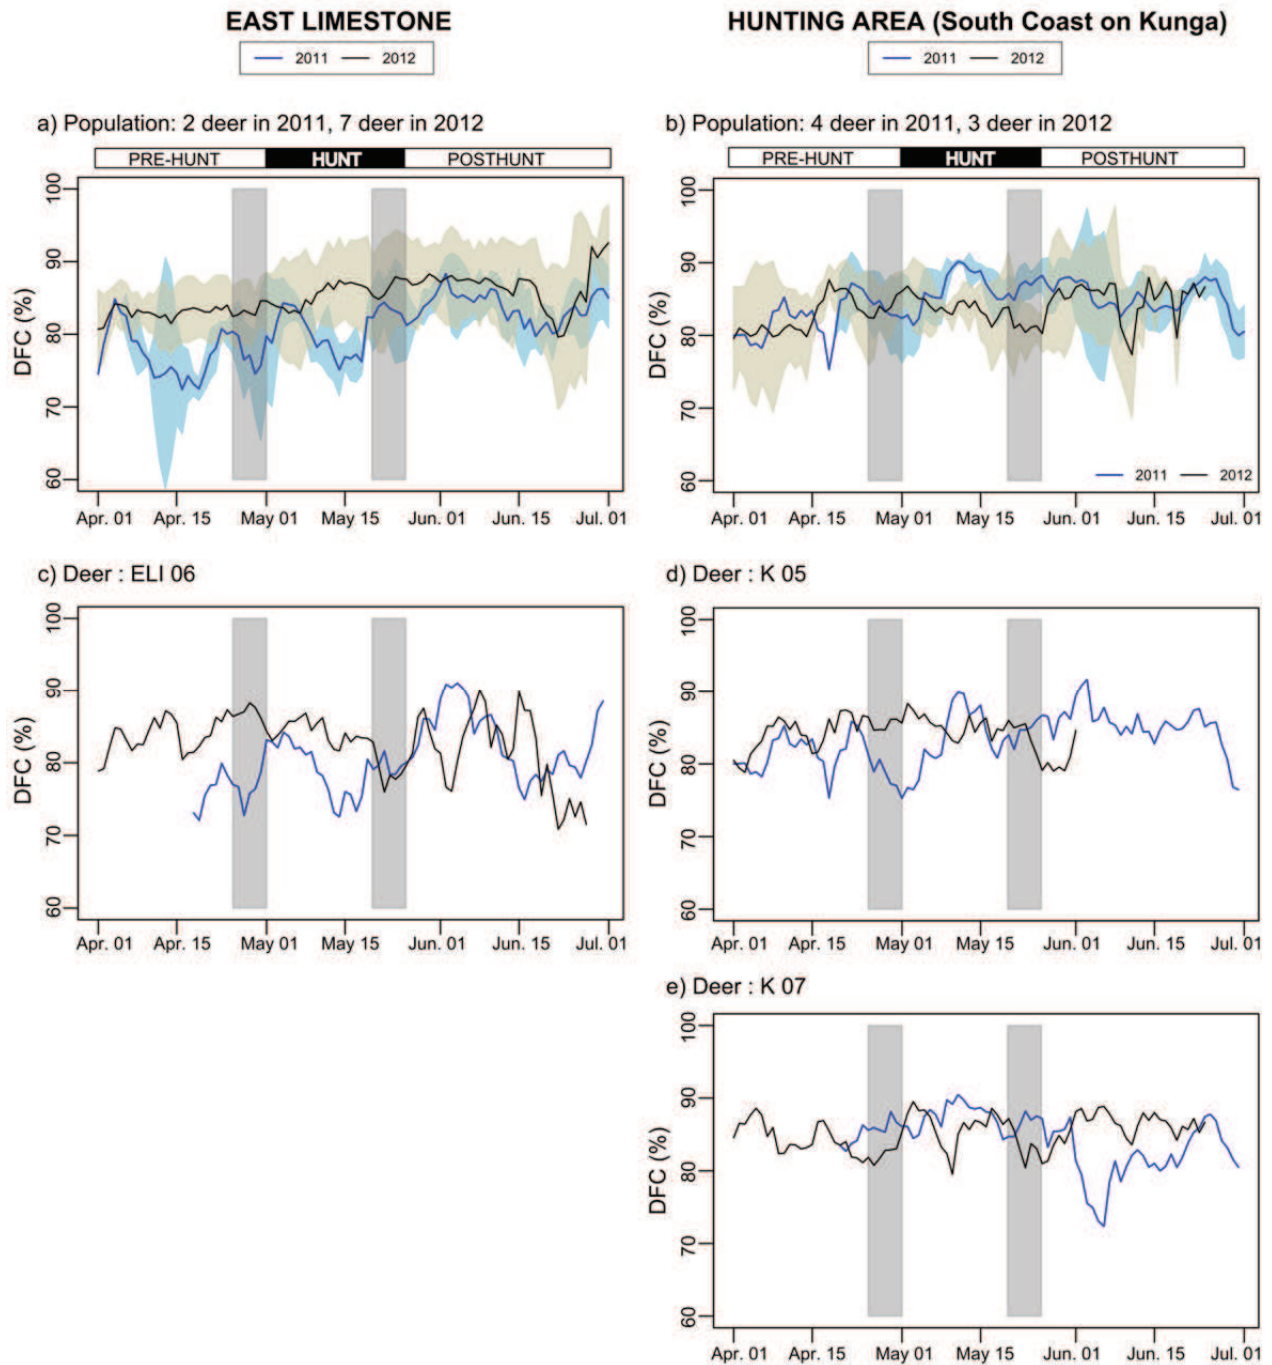 EAST LIMESTONE
2011 2012
HUNTING AREA (South Coast on Kunga)
2011 2012
a) Population: 2 deer in 2011, 7 deer in 2012
PRE-HUNT HUNT POSTHUNT
DFC (%)
100
90
80
70
60
Apr. 01 Apr. 15 May 01 May 15 Jun. 01 Jun. 15 Jul. 01
b) Population: 4 deer in 2011, 3 deer in 2012
PRE-HUNT HUNT POSTHUNT
DFC (%)
100
90
80
70
60
2011 2012
Apr. 01 Apr. 15 May 01 May 15 Jun. 01 Jun. 15 Jul. 01
c) Deer : ELI 06
DFC (%)
100
90
80
70
60
Apr. 01 Apr. 15 May 01 May 15 Jun. 01 Jun. 15 Jul. 01
d) Deer : K 05
DFC (%)
100
90
80
70
60
Apr. 01 Apr. 15 May 01 May 15 Jun. 01 Jun. 15 Jul. 01
e) Deer : K 07
DFC (%)
100
90
80
70
60
Apr. 01 Apr. 15 May 01 May 15 Jun. 01 Jun. 15 Jul. 01